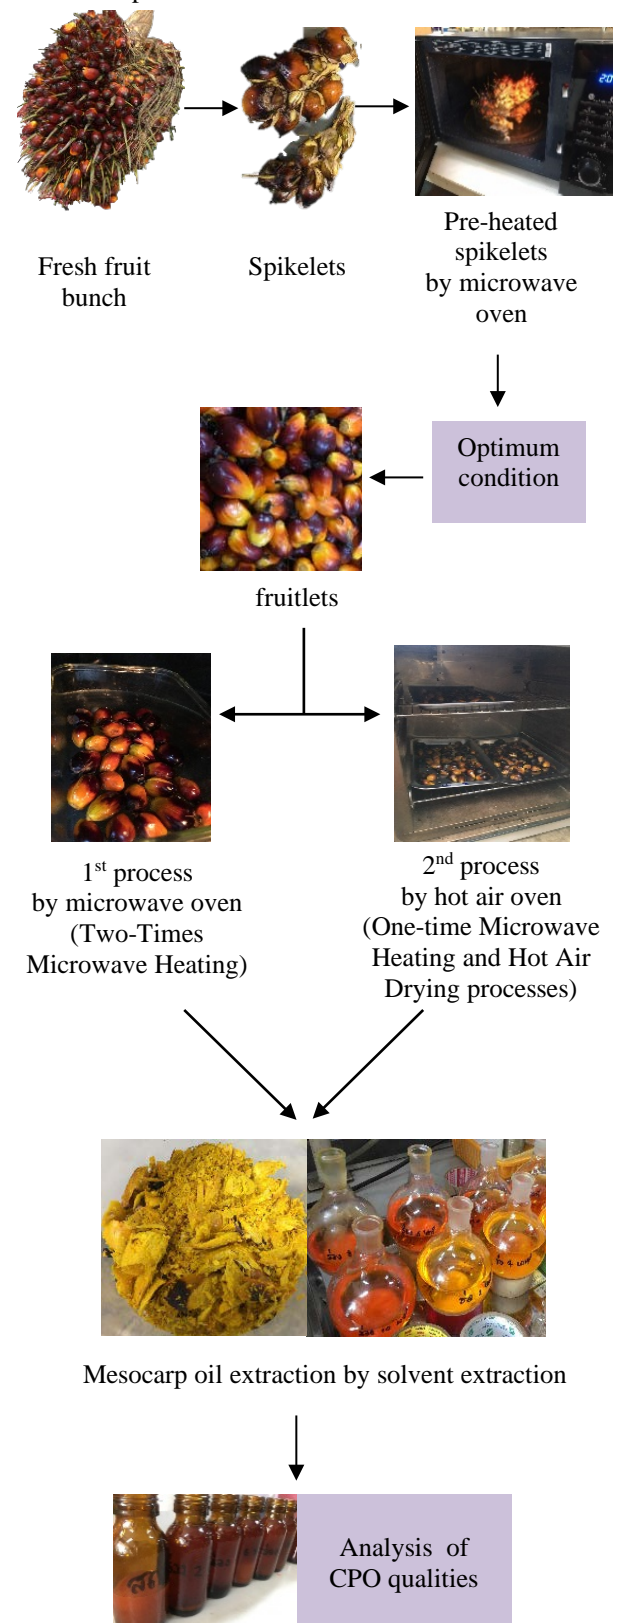 Fresh fruit
bunch
Spikelets
Pre-heated
spikelets
by microwave
oven
Optimum
condition
fruitlets
1st process
by microwave oven
(Two-Times
Microwave Heating)
2nd process
by hot air oven
(One-time Microwave
Heating and Hot Air
Drying processes)
Mesocarp oil extraction by solvent extraction
Analysis of
CPO qualities